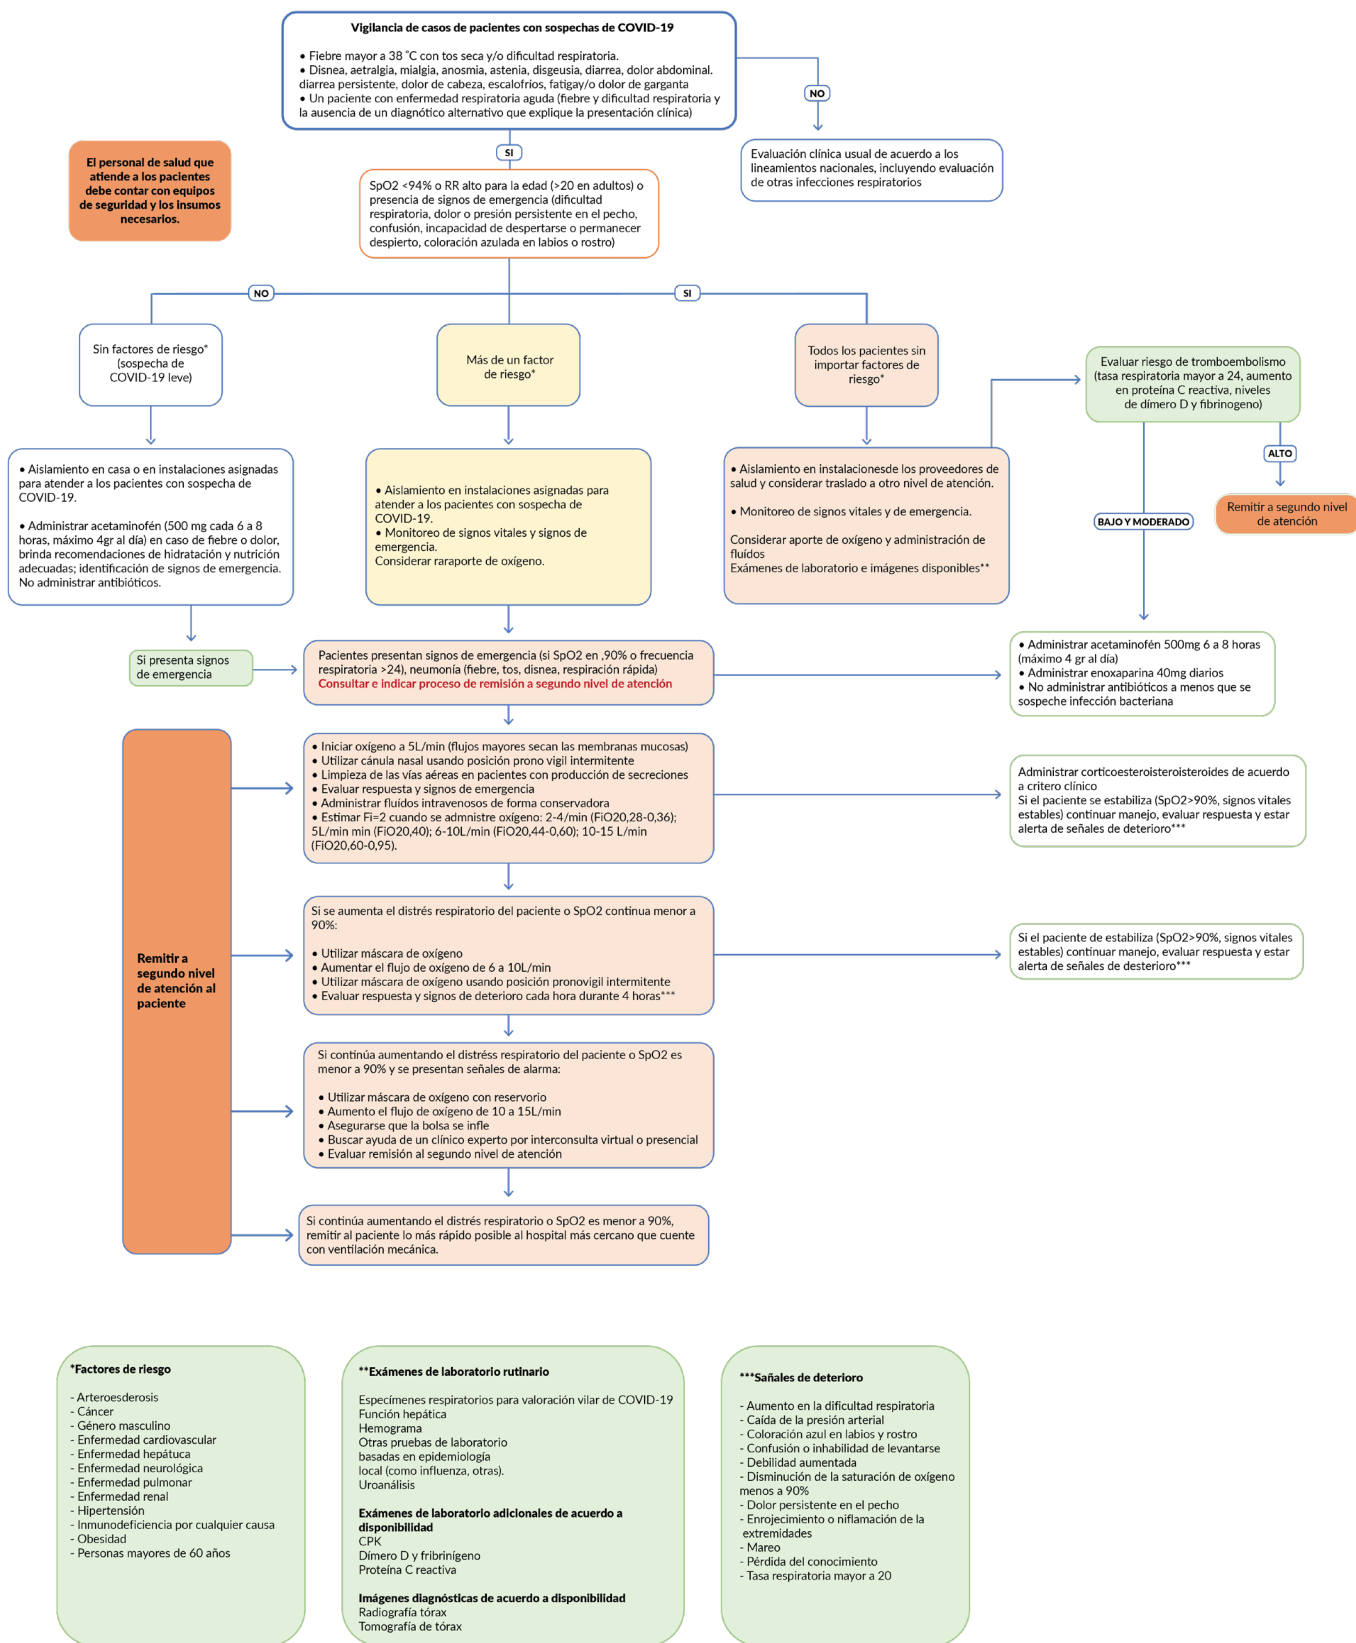 Vigilancia de casos de pacientes con sospechas de COVID-19
• Fiebre mayor a 38 ˚C con tos seca y/o dificultad respiratoria.
• Disnea, aetralgia, mialgia, anosmia, astenia, disgeusia, diarrea, dolor abdominal.
diarrea persistente, dolor de cabeza, escalofríos, fatigay/o dolor de garganta
• Un paciente con enfermedad respiratoria aguda (fiebre y dificultad respiratoria y
la ausencia de un diagnótico alternativo que explique la presentación clínica)
NO
Evaluación clínica usual de acuerdo a los
lineamientos nacionales, incluyendo evaluación
de otras infecciones respiratorios
SI
El personal de salud que
atiende a los pacientes
debe contar con equipos
de seguridad y los insumos
necesarios.
SpO2 <94% o RR alto para la edad (>20 en adultos) o
presencia de signos de emergencia (dificultad
respiratoria, dolor o presión persistente en el pecho,
confusión, incapacidad de despertarse o permanecer
despierto, coloración azulada en labios o rostro)
NO
SI
Sin factores de riesgo*
(sospecha de
COVID-19 leve)
Más de un factor
de riesgo*
Todos los pacientes sin
importar factores de
riesgo*
Evaluar riesgo de tromboembolismo
(tasa respiratoria mayor a 24, aumento
en proteína C reactiva, niveles
de dímero D y fibrinogeno)
• Aislamiento en casa o en instalaciones asignadas
para atender a los pacientes con sospecha de
COVID-19.
• Administrar acetaminofén (500 mg cada 6 a 8
horas, máximo 4gr al día) en caso de fiebre o dolor,
brinda recomendaciones de hidratación y nutrición
adecuadas; identificación de signos de emergencia.
No administrar antibióticos.
• Aislamiento en instalaciones asignadas para
atender a los pacientes con sospecha de
COVID-19.
• Monitoreo de signos vitales y signos de
emergencia.
Considerar raraporte de oxígeno.
• Aislamiento en instalacionesde los proveedores de
salud y considerar traslado a otro nivel de atención.
• Monitoreo de signos vitales y de emergencia.
Considerar aporte de oxígeno y administración de
fluídos
Exámenes de laboratorio e imágenes disponibles**
ALTO
Remitir a segundo nivel
de atención
BAJO Y MODERADO
Si presenta signos
de emergencia
Pacientes presentan signos de emergencia (si SpO2 en ,90% o frecuencia
respiratoria >24), neumonía (fiebre, tos, disnea, respiración rápida)
Consultar e indicar proceso de remisión a segundo nivel de atención
• Administrar acetaminofén 500mg 6 a 8 horas
(máximo 4 gr al día)
• Administrar enoxaparina 40mg diarios
• No administrar antibióticos a menos que se
sospeche infección bacteriana
Remitir a
segundo nivel
de atención al
paciente
• Iniciar oxígeno a 5L/min (flujos mayores secan las membranas mucosas)
• Utilizar cánula nasal usando posición prono vigil intermitente
• Limpieza de las vías aéreas en pacientes con producción de secreciones
• Evaluar respuesta y signos de emergencia
• Administrar fluídos intravenosos de forma conservadora
• Estimar Fi=2 cuando se admnistre oxígeno: 2-4/min (FiO20,28-0,36);
5L/min min (FiO20,40); 6-10L/min (FiO20,44-0,60); 10-15 L/min
(FiO20,60-0,95).
Administrar corticoesteroisteroisteroides de acuerdo
a critero clínico
Si el paciente se estabiliza (SpO2>90%, signos vitales
estables) continuar manejo, evaluar respuesta y estar
alerta de señales de deterioro***
Si se aumenta el distrés respiratorio del paciente o SpO2 continua menor a
90%:
• Utilizar máscara de oxígeno
• Aumentar el flujo de oxígeno de 6 a 10L/min
• Utilizar máscara de oxígeno usando posición pronovigil intermitente
• Evaluar respuesta y signos de deterioro cada hora durante 4 horas***
Si el paciente de estabiliza (SpO2>90%, signos vitales
estables) continuar manejo, evaluar respuesta y estar
alerta de señales de desterioro***
Si continúa aumentando el distréss respiratorio del paciente o SpO2 es
menor a 90% y se presentan señales de alarma:
• Utilizar máscara de oxígeno con reservorio
• Aumento el flujo de oxígeno de 10 a 15L/min
• Asegurarse que la bolsa se infle
• Buscar ayuda de un clínico experto por interconsulta virtual o presencial
• Evaluar remisión al segundo nivel de atención
Si continúa aumentando el distrés respiratorio o SpO2 es menor a 90%,
remitir al paciente lo más rápido posible al hospital más cercano que cuente
con ventilación mecánica.
*Factores de riesgo
- Arteroesderosis
- Cáncer
- Género masculino
- Enfermedad cardiovascular
- Enfermedad hepátuca
- Enfermedad neurológica
- Enfermedad pulmonar
- Enfermedad renal
- Hipertensión
- Inmunodeficiencia por cualquier causa
- Obesidad
- Personas mayores de 60 años
**Exámenes de laboratorio rutinario
Especímenes respiratorios para valoración vilar de COVID-19
Función hepática
Hemograma
Otras pruebas de laboratorio
basadas en epidemiología
local (como influenza, otras).
Uroanálisis
Exámenes de laboratorio adicionales de acuerdo a
disponibilidad
CPK
Dímero D y fribrinígeno
Proteína C reactiva
Imágenes diagnósticas de acuerdo a disponibilidad
Radiografía tórax
Tomografía de tórax
***Sañales de deterioro
- Aumento en la dificultad respiratoria
- Caída de la presión arterial
- Coloración azul en labios y rostro
- Confusión o inhabilidad de levantarse
- Debilidad aumentada
- Disminución de la saturación de oxígeno
menos a 90%
- Dolor persistente en el pecho
- Enrojecimiento o niflamación de la
extremidades
- Mareo
- Pérdida del conocimiento
- Tasa respiratoria mayor a 20